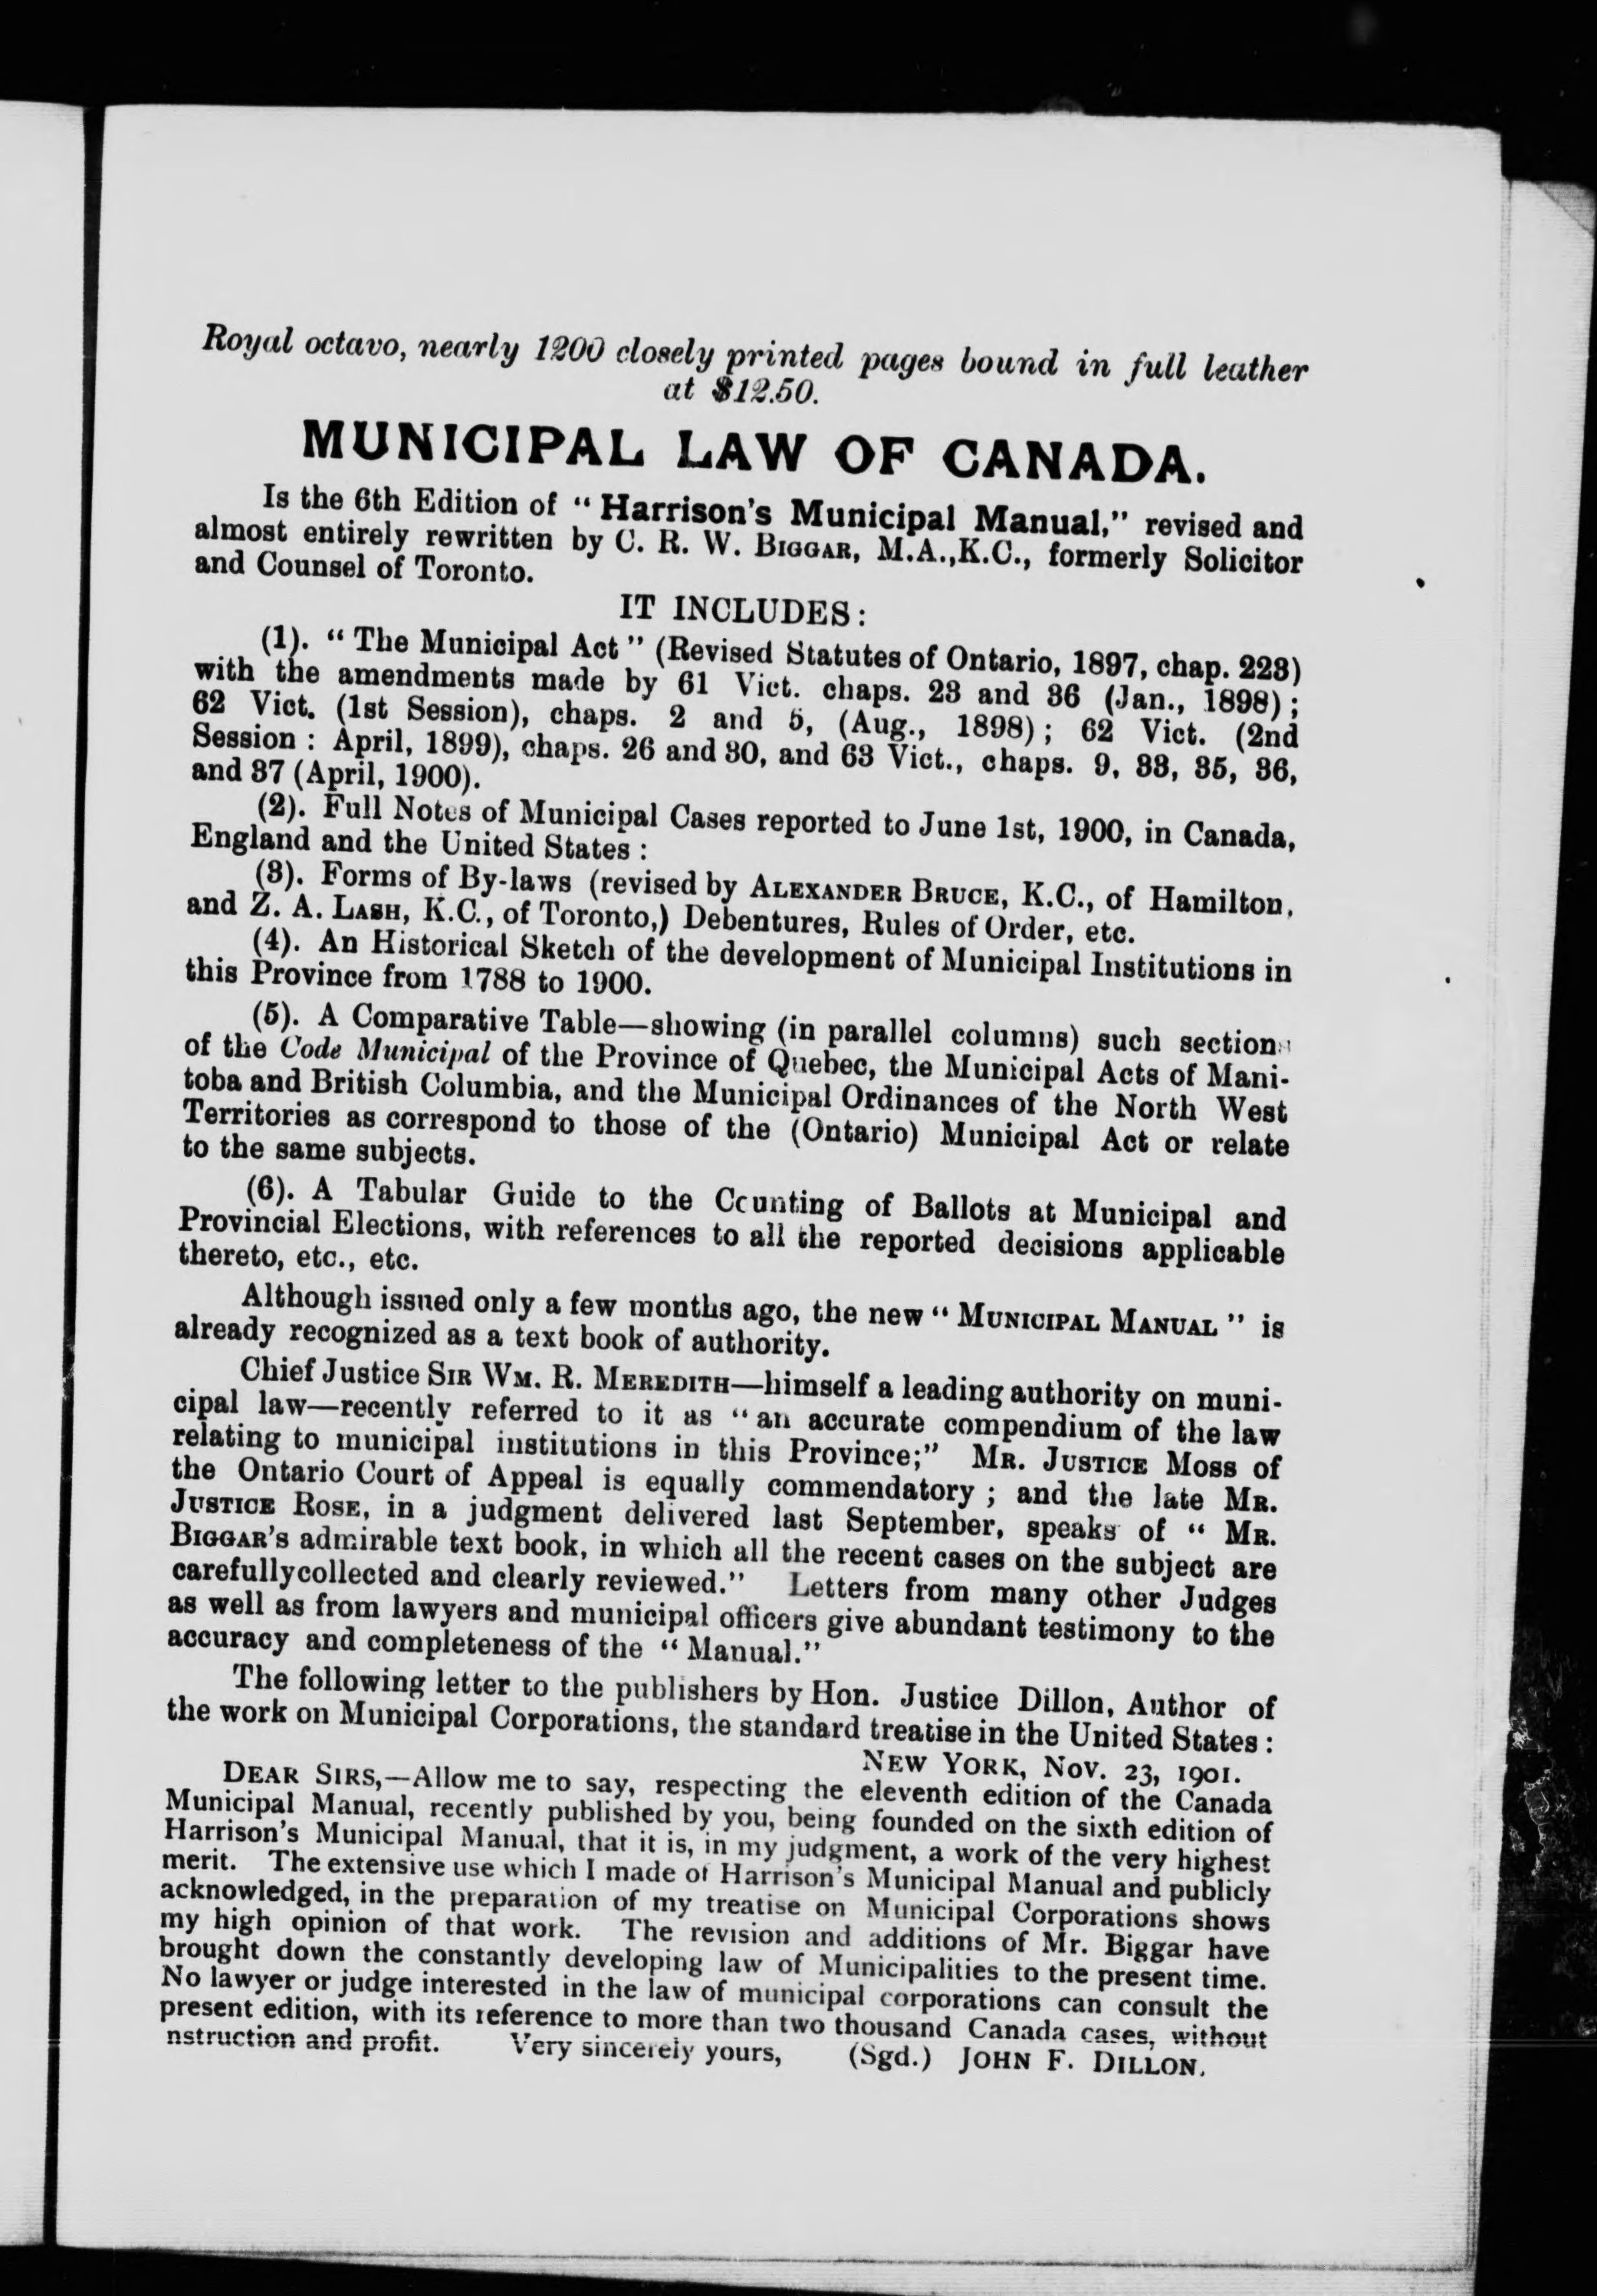 Royal octavo, nearly 1200 closely printed pages bound in full leather
at $12.50.
MUNICIPAL LAW OF CANADA.
Is the 6th Edition of “ Harrison's Municipal Manual,” revised and
almost entirely rewritten by C. R. W. BIGGAR, M.A.,K.C., formerly Solicitor
and Counsel of Toronto.
IT INCLUDES:
(1). “ The Municipal Act ” (Revised Statutes of Ontario, 1897, chap. 223)
with the amendments made by 61 Vict. chaps. 23 and 36 (Jan., 1898) ;
62 Vict. (1st Session), chaps. 2 and 5, (Aug., 1898) ; 62 Vict. (2nd
Session : April, 1899), chaps. 26 and 30, and 63 Vict., chaps. 9, 33, 35, 36,
and 37 (April, 1900).
(2). Full Notes of Municipal Cases reported to June 1st, 1900, in Canada,
England and the United States :
(3). Forms of By-laws (revised by ALEXANDER BRUCE, K.C., of Hamilton,
and Z. A. LASH, K.C., of Toronto,) Debentures, Rules of Order, etc.
(4). An Historical Sketch of the development of Municipal Institutions in
this Province from 1788 to 1900.
(5). A Comparative Table—showing (in parallel columns) such sections
of the Code Municipal of the Province of Quebec, the Municipal Acts of Mani-
toba and British Columbia, and the Municipal Ordinances of the North West
Territories as correspond to those of the (Ontario) Municipal Act or relate
to the same subjects.
(6). A Tabular Guide to the Counting of Ballots at Municipal and
Provincial Elections, with references to all the reported decisions applicable
thereto, etc., etc.
Although issued only a few months ago, the new “ MUNICIPAL MANUAL ” is
already recognized as a text book of authority.
Chief Justice SIR WM. R. MEREDITH—himself a leading authority on muni-
cipal law—recently referred to it as “ an accurate compendium of the law
relating to municipal institutions in this Province;” MR. JUSTICE MOSS of
the Ontario Court of Appeal is equally commendatory ; and the late MR.
JUSTICE ROSE, in a judgment delivered last September, speaks of “ MR.
BIGGAR'S admirable text book, in which all the recent cases on the subject are
carefullycollected and clearly reviewed.” Letters from many other Judges
as well as from lawyers and municipal officers give abundant testimony to the
accuracy and completeness of the “ Manual.”
The following letter to the publishers by Hon. Justice Dillon, Author of
the work on Municipal Corporations, the standard treatise in the United States :
NEW YORK, NOV. 23, 1901.
DEAR SIRS,—Allow me to say, respecting the eleventh edition of the Canada
Municipal Manual, recently published by you, being founded on the sixth edition of
Harrison's Municipal Manual, that it is, in my judgment, a work of the very highest
merit. The extensive use which I made of Harrison's Municipal Manual and publicly
acknowledged, in the preparation of my treatise on Municipal Corporations shows
my high opinion of that work. The revision and additions of Mr. Biggar have
brought down the constantly developing law of Municipalities to the present time.
No lawyer or judge interested in the law of municipal corporations can consult the
present edition, with its reference to more than two thousand Canada cases, without
nstruction and profit. Very sincerely yours, (Sgd.) JOHN F. DILLON.